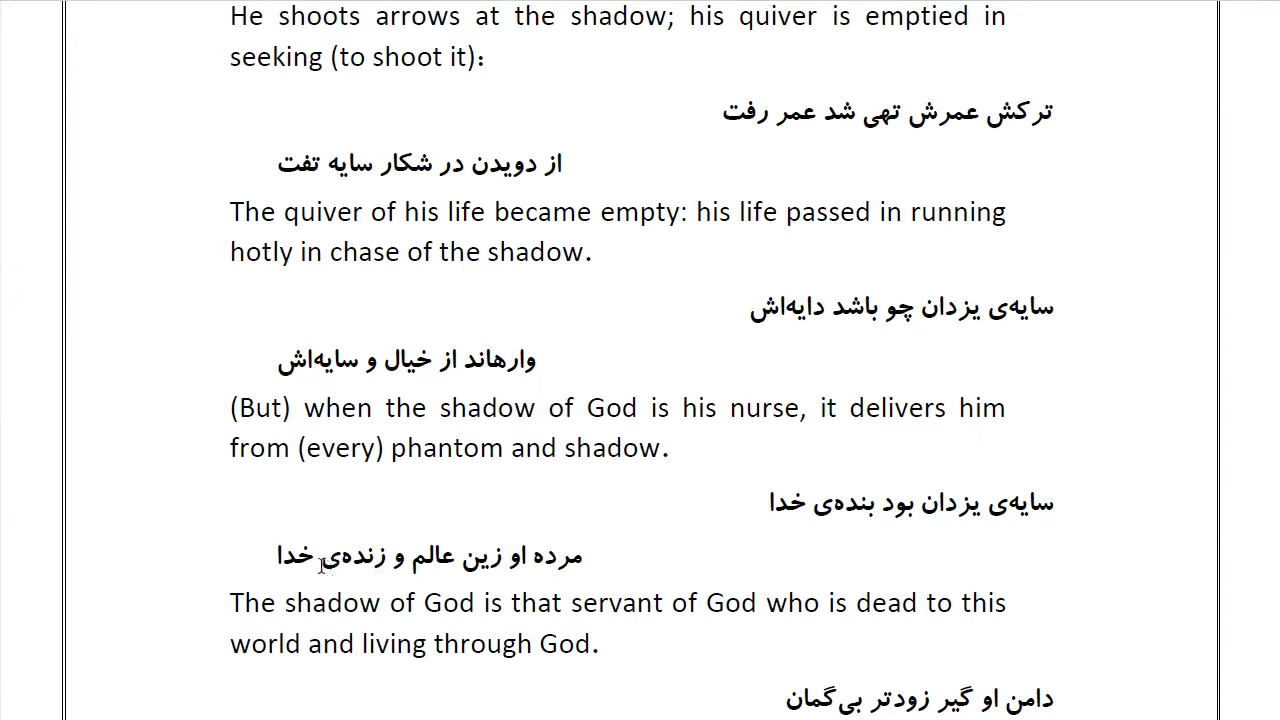 He shoots arrows at the shadow; his quiver is emptied in
seeking (to shoot it):
ترکش عمرش تهی شد عمر رفت
از دویدن در شکار سایه تفت
The quiver of his life became empty: his life passed in running
hotly in chase of the shadow.
سایه‌ی یزدان چو باشد دایه‌اش
وارهاند از خیال و سایه‌اش
(But) when the shadow of God is his nurse, it delivers him
from (every) phantom and shadow.
سایه‌ی یزدان بود بنده‌ی خدا
مرده او زین عالم و زنده‌ی خدا
The shadow of God is that servant of God who is dead to this
world and living through God.
دامن او گیر زودتر بی‌گمان